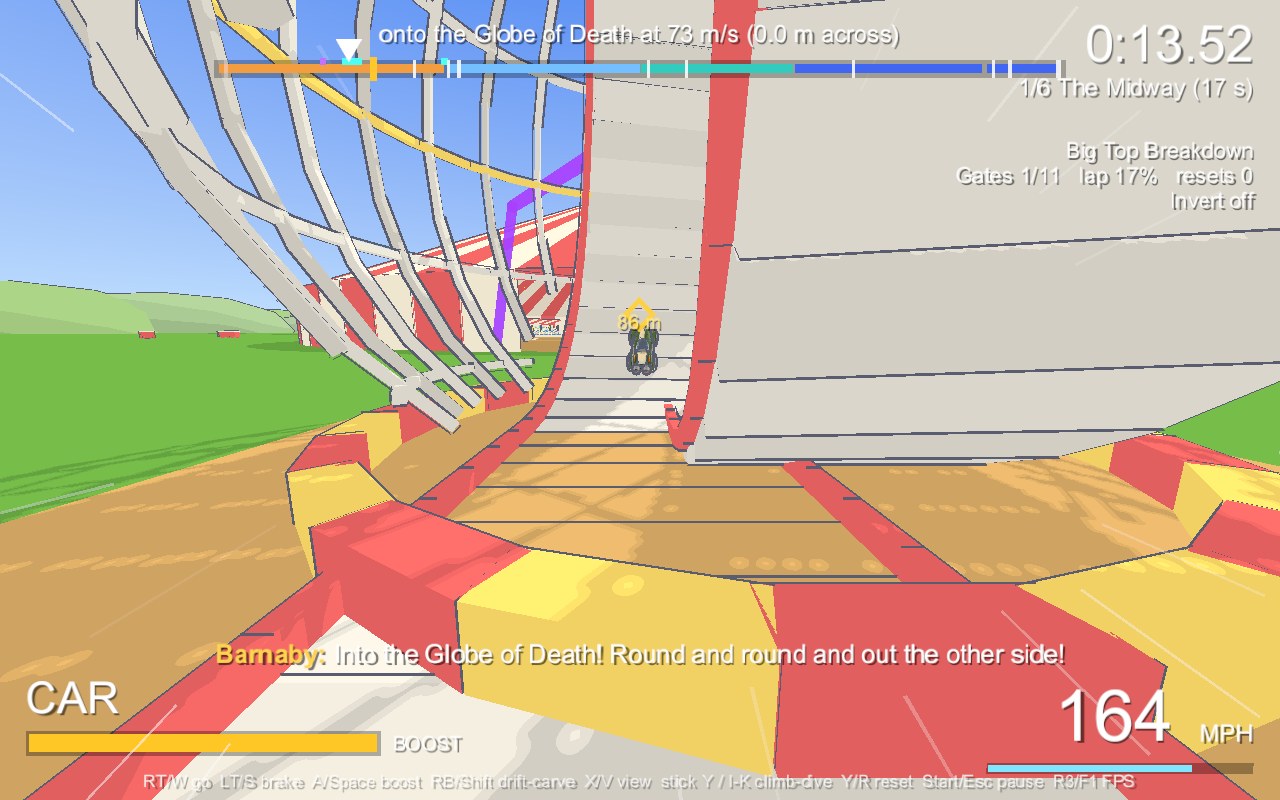 onto the Globe of Death at 73 m/s (0.0 m across)
0:13.52
1/6 The Midway (17 s)
Big Top Breakdown
Gates 1/11 lap 17% resets 0
Invert off
86 m
Barnaby: Into the Globe of Death! Round and round and out the other side!
CAR
BOOST
164 MPH
RT/W go LT/S brake A/Space boost RB/Shift drift-carve X/V view stick Y / I-K climb-dive Y/R reset Start/Esc pause R3/F1 FPS